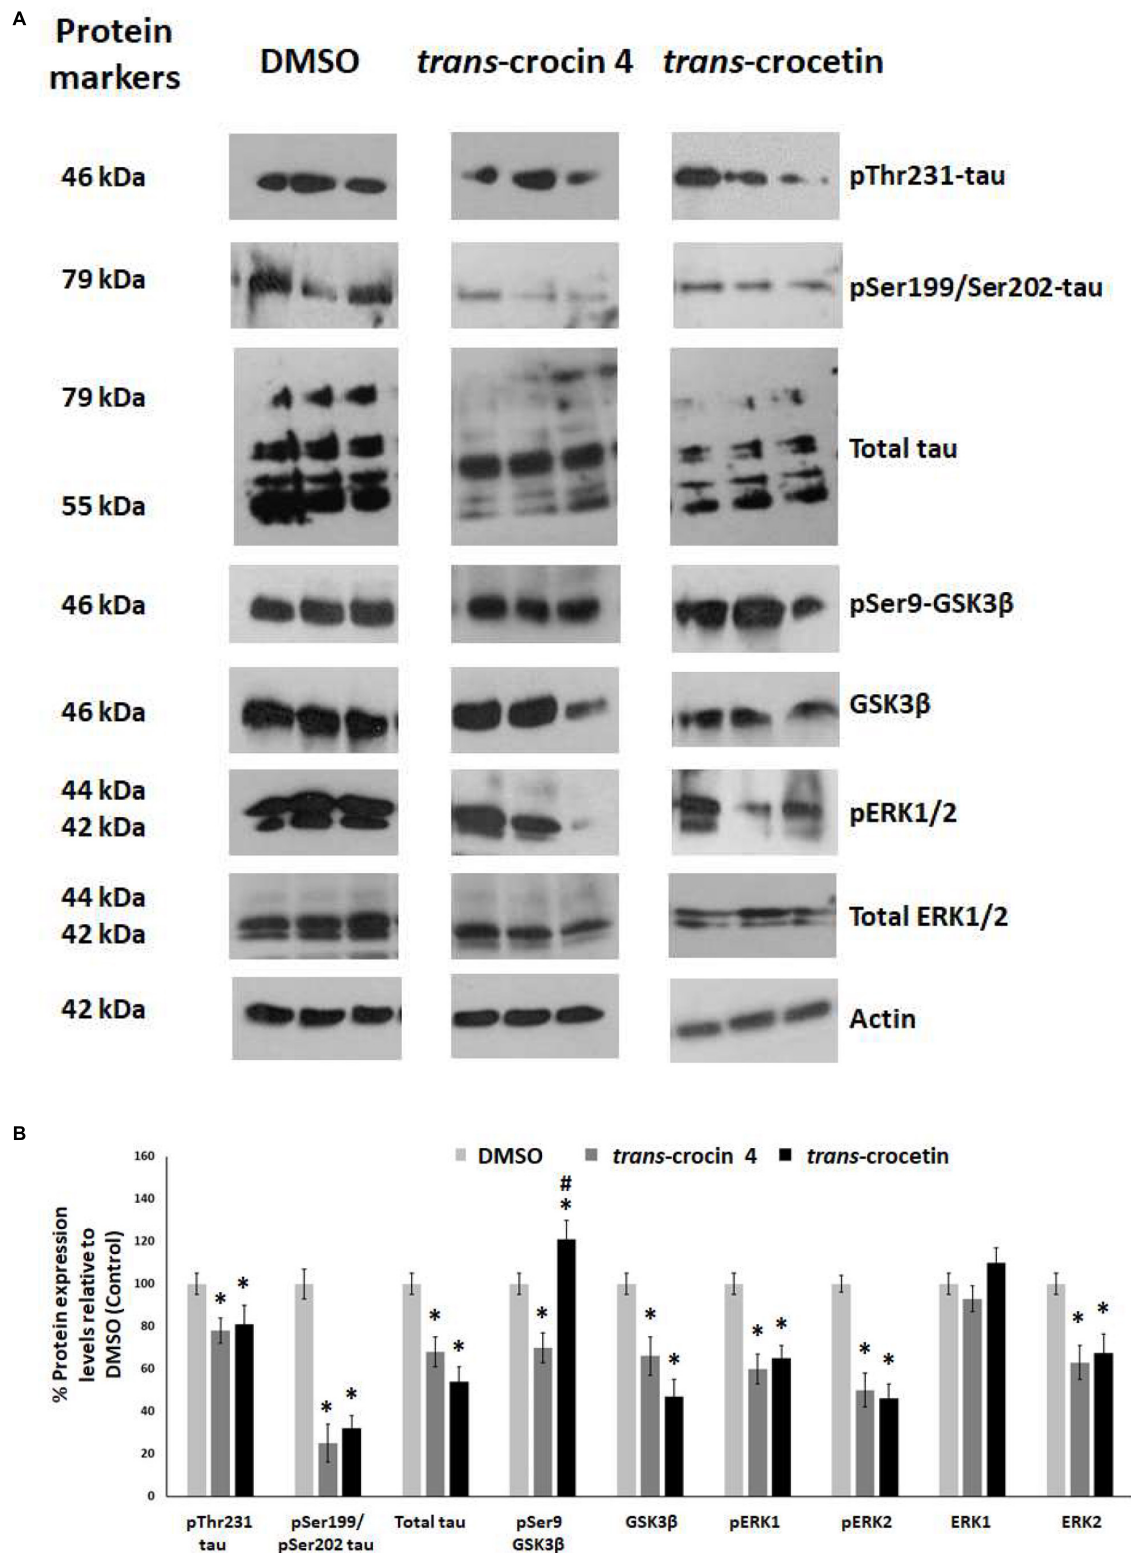 A
Protein
markers
DMSO
trans-crocin 4
trans-crocetin
46 kDa
pThr231-tau
79 kDa
pSer199/Ser202-tau
79 kDa
Total tau
55 kDa
46 kDa
pSer9-GSK3β
46 kDa
GSK3β
44 kDa
42 kDa
pERK1/2
44 kDa
42 kDa
Total ERK1/2
42 kDa
Actin
B
% Protein expression
levels relative to
DMSO (Control)
DMSO
trans-crocin 4
trans-crocetin
160
140
120
100
80
60
40
20
0
* *
* *
* *
* # *
* *
* *
* *
* *
pThr231
tau
pSer199/
pSer202 tau
Total tau
pSer9
GSK3β
GSK3β
pERK1
pERK2
ERK1
ERK2